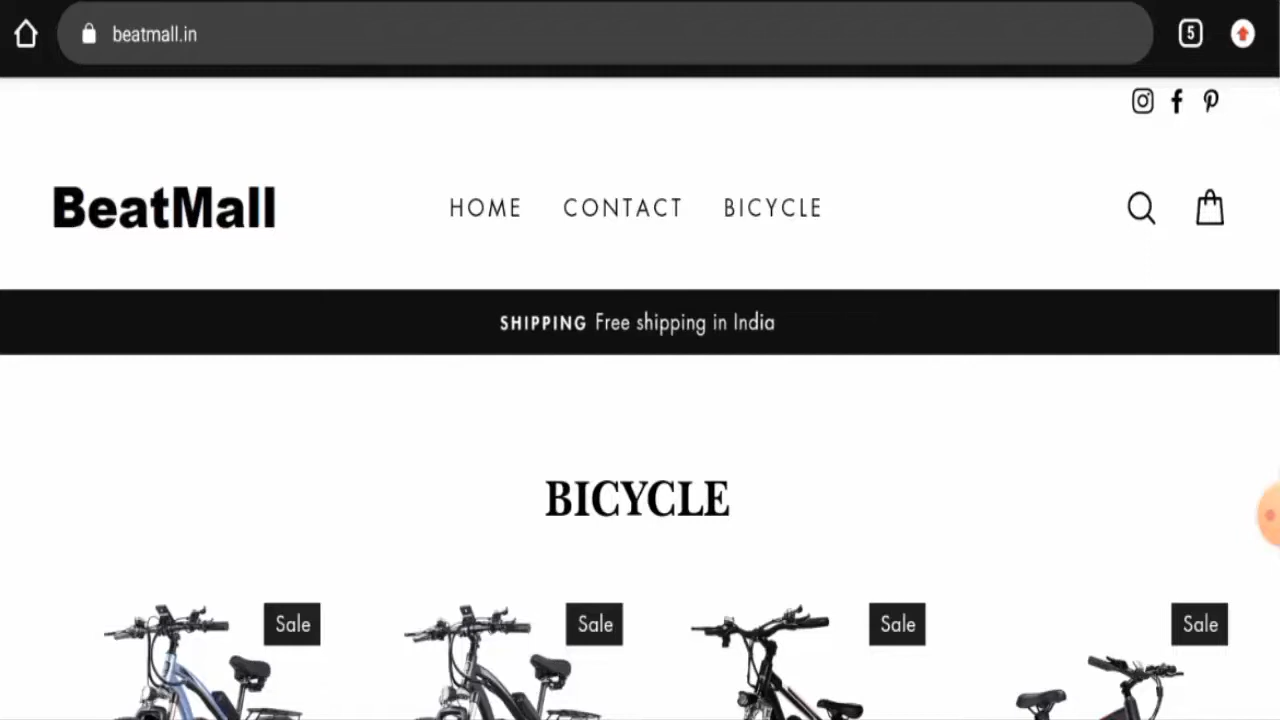 beatmall.in
5
BeatMall
HOME CONTACT BICYCLE
SHIPPING Free shipping in India
BICYCLE
Sale Sale Sale Sale